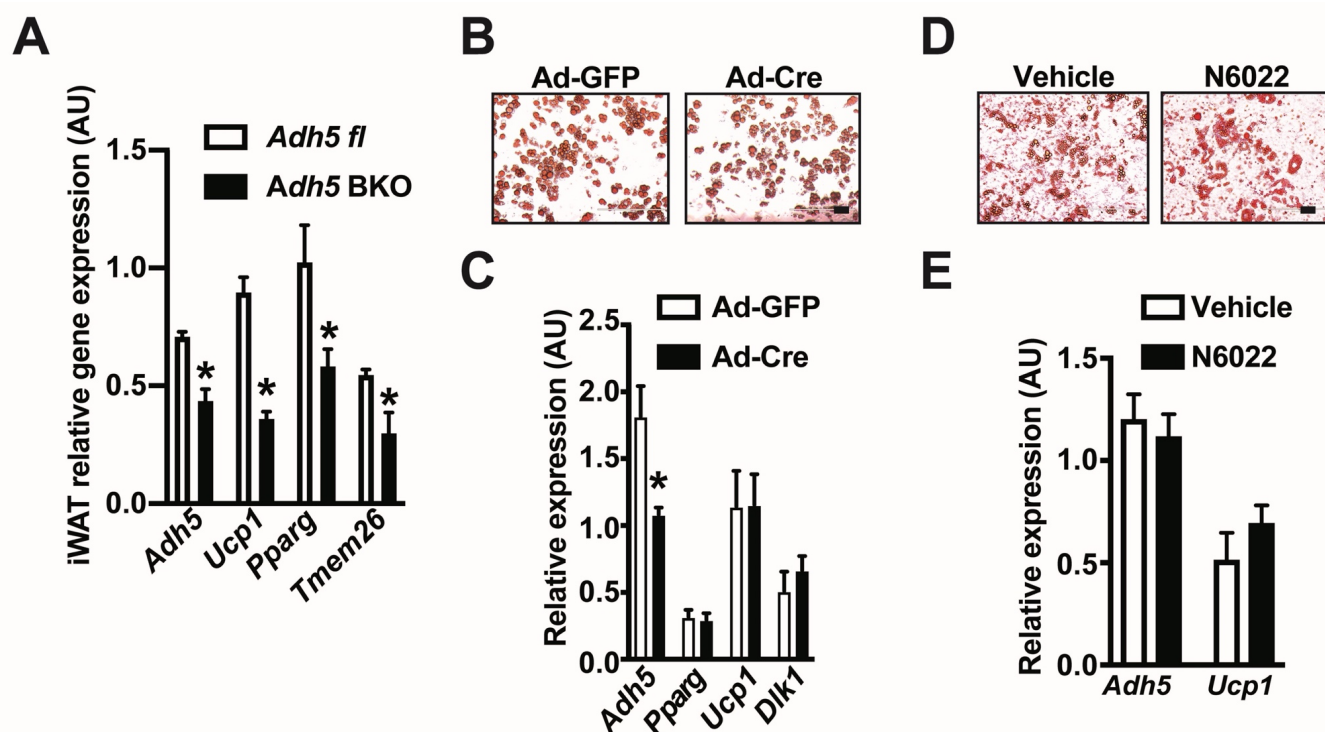 A
iWAT relative gene expression (AU)
Adh5 fl
Adh5 BKO
1.5
1.0
0.5
0.0
*
*
*
*
Adh5
Ucp1
Pparg
Tmem26
B
Ad-GFP
Ad-Cre
C
Relative expression (AU)
Ad-GFP
Ad-Cre
2.5
2.0
1.5
1.0
0.5
0.0
*
Adh5
Pparg
Ucp1
Dlk1
D
Vehicle
N6022
E
Relative expression (AU)
Vehicle
N6022
1.5
1.0
0.5
0.0
Adh5
Ucp1